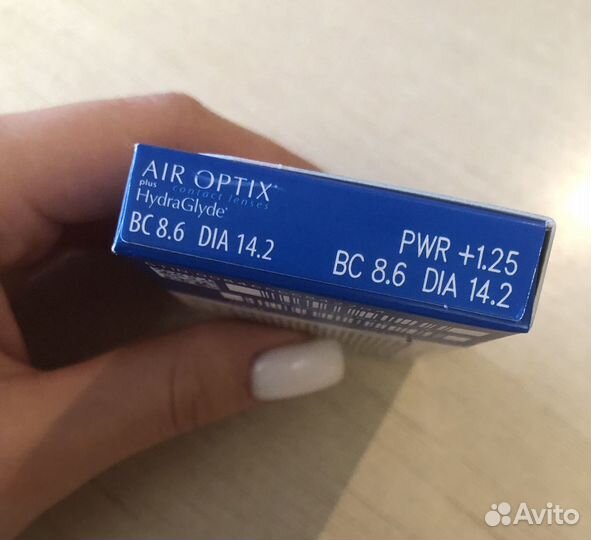 AIR OPTIX®
plus
contact lenses
HydraGlyde®
BC 8.6 DIA 14.2
PWR +1.25
BC 8.6 DIA 14.2
Avito